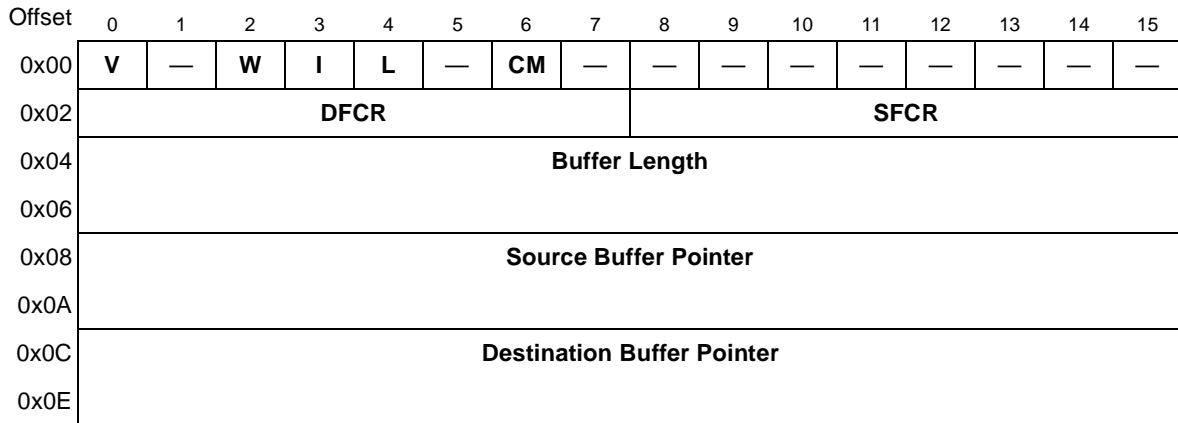 Offset 0 1 2 3 4 5 6 7 8 9 10 11 12 13 14 15
0x00 V — W I L — CM — — — — — — — — —
0x02 DFCR SFCR
0x04 Buffer Length
0x06
0x08 Source Buffer Pointer
0x0A
0x0C Destination Buffer Pointer
0x0E